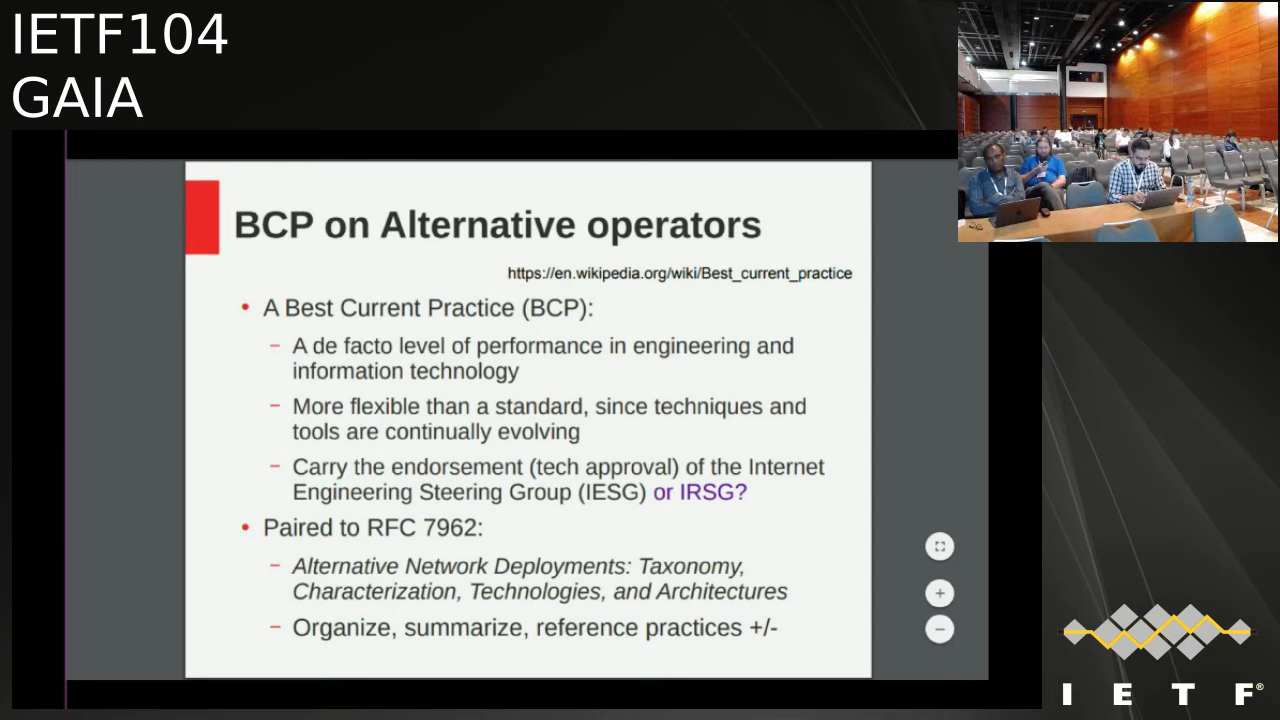 IETF104
GAIA
BCP on Alternative operators
https://en.wikipedia.org/wiki/Best_current_practice
• A Best Current Practice (BCP):
– A de facto level of performance in engineering and
information technology
– More flexible than a standard, since techniques and
tools are continually evolving
– Carry the endorsement (tech approval) of the Internet
Engineering Steering Group (IESG) or IRSG?
• Paired to RFC 7962:
– Alternative Network Deployments: Taxonomy,
Characterization, Technologies, and Architectures
– Organize, summarize, reference practices +/-
I E T F®